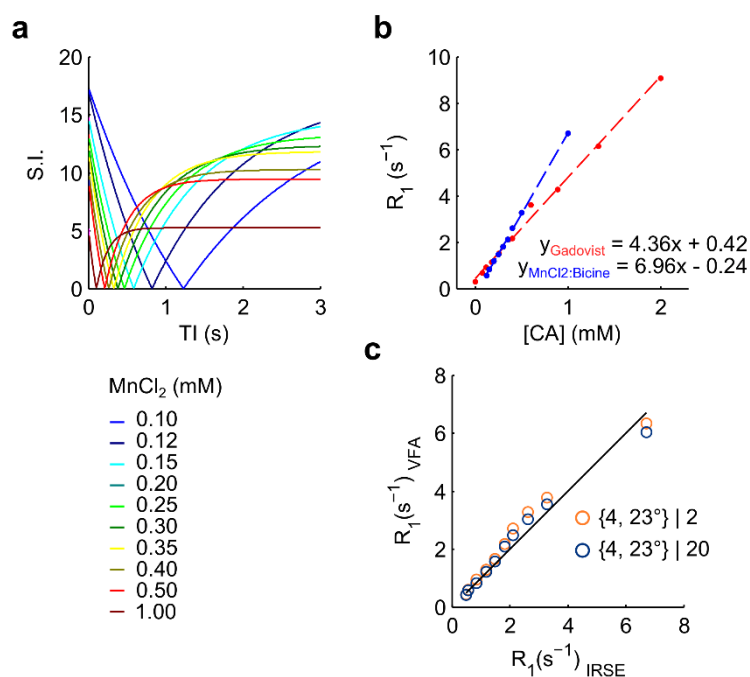 a
20
15
10
5
0
S.I.
0
1
2
3
TI (s)
b
10
8
6
4
2
0
R₁ (s⁻¹)
y_Gadovist = 4.36x + 0.42
y_MnCl2:Bicine = 6.96x - 0.24
0
1
2
[CA] (mM)
MnCl₂ (mM)
0.10
0.12
0.15
0.20
0.25
0.30
0.35
0.40
0.50
1.00
c
8
6
4
2
0
R₁(s⁻¹) VFA
{4, 23°} | 2
{4, 23°} | 20
0
2
4
6
8
R₁(s⁻¹) IRSE